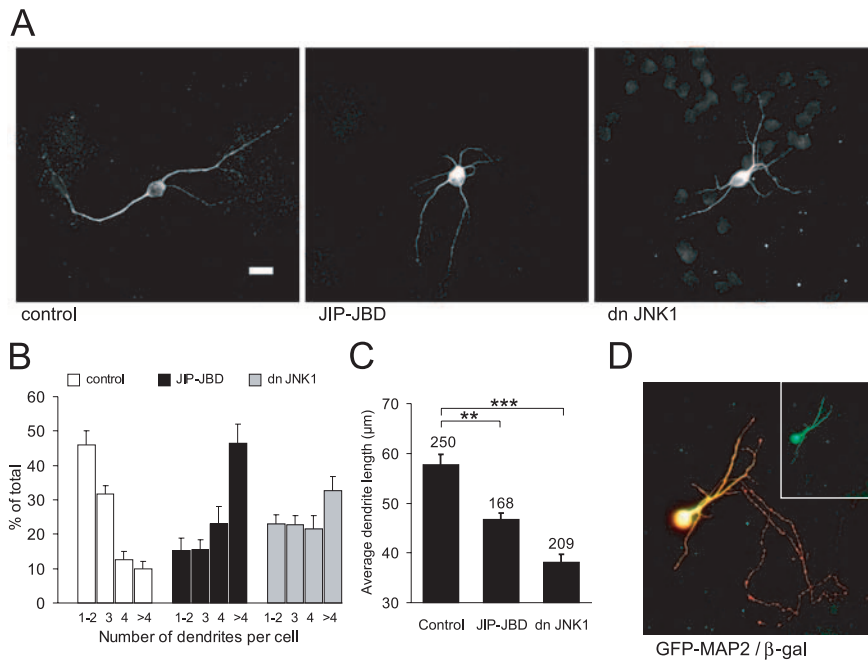 A
control
JIP-JBD
dn JNK1
B
control
JIP-JBD
dn JNK1
% of total
60
50
40
30
20
10
0
1-2 3 4 >4 1-2 3 4 >4 1-2 3 4 >4
Number of dendrites per cell
C
Average dendrite length (µm)
70
60
50
40
30
***
**
250
168
209
Control JIP-JBD dn JNK1
D
GFP-MAP2 / β-gal